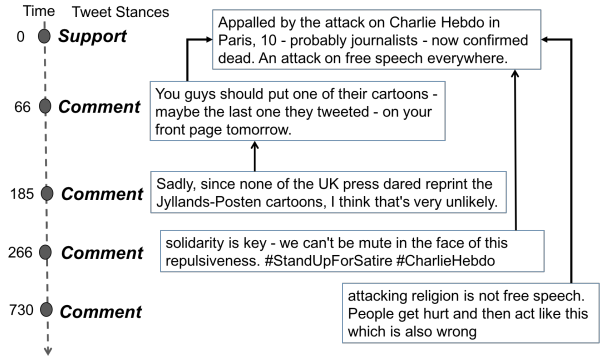 Time Tweet Stances
0 Support
Appalled by the attack on Charlie Hebdo in
Paris, 10 - probably journalists - now confirmed
dead. An attack on free speech everywhere.
66 Comment
You guys should put one of their cartoons -
maybe the last one they tweeted - on your
front page tomorrow.
185 Comment
Sadly, since none of the UK press dared reprint the
Jyllands-Posten cartoons, I think that's very unlikely.
266 Comment
solidarity is key - we can't be mute in the face of this
repulsiveness. #StandUpForSatire #CharlieHebdo
730 Comment
attacking religion is not free speech.
People get hurt and then act like this
which is also wrong